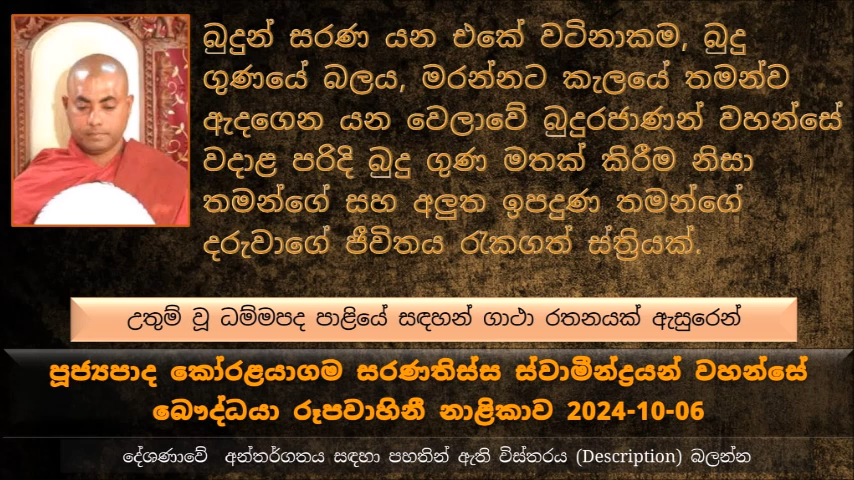 බුදුන් සරණ යන එකේ වටිනාකම, බුදු
ගුණයේ බලය, මරන්නට කැලයේ තමන්ව
ඇදගෙන යන වෙලාවේ බුදුරජාණන් වහන්සේ
වදාළ පරිදි බුදු ගුණ මතක් කිරීම නිසා
තමන්ගේ සහ අලුත ඉපදුණ තමන්ගේ
දරුවාගේ ජීවිතය රැකගත් ස්ත්‍රියක්.
උතුම් වූ ධම්මපද පාළියේ සඳහන් ගාථා රතනයක් ඇසුරෙන්
පූජ්‍යපාද කෝරළයාගම සරණතිස්ස ස්වාමීන්ද්‍රයන් වහන්සේ
බෞද්ධයා රූපවාහිනී නාළිකාව 2024-10-06
දේශණාවේ අන්තර්ගතය සඳහා පහතින් ඇති විස්තරය (Description) බලන්න